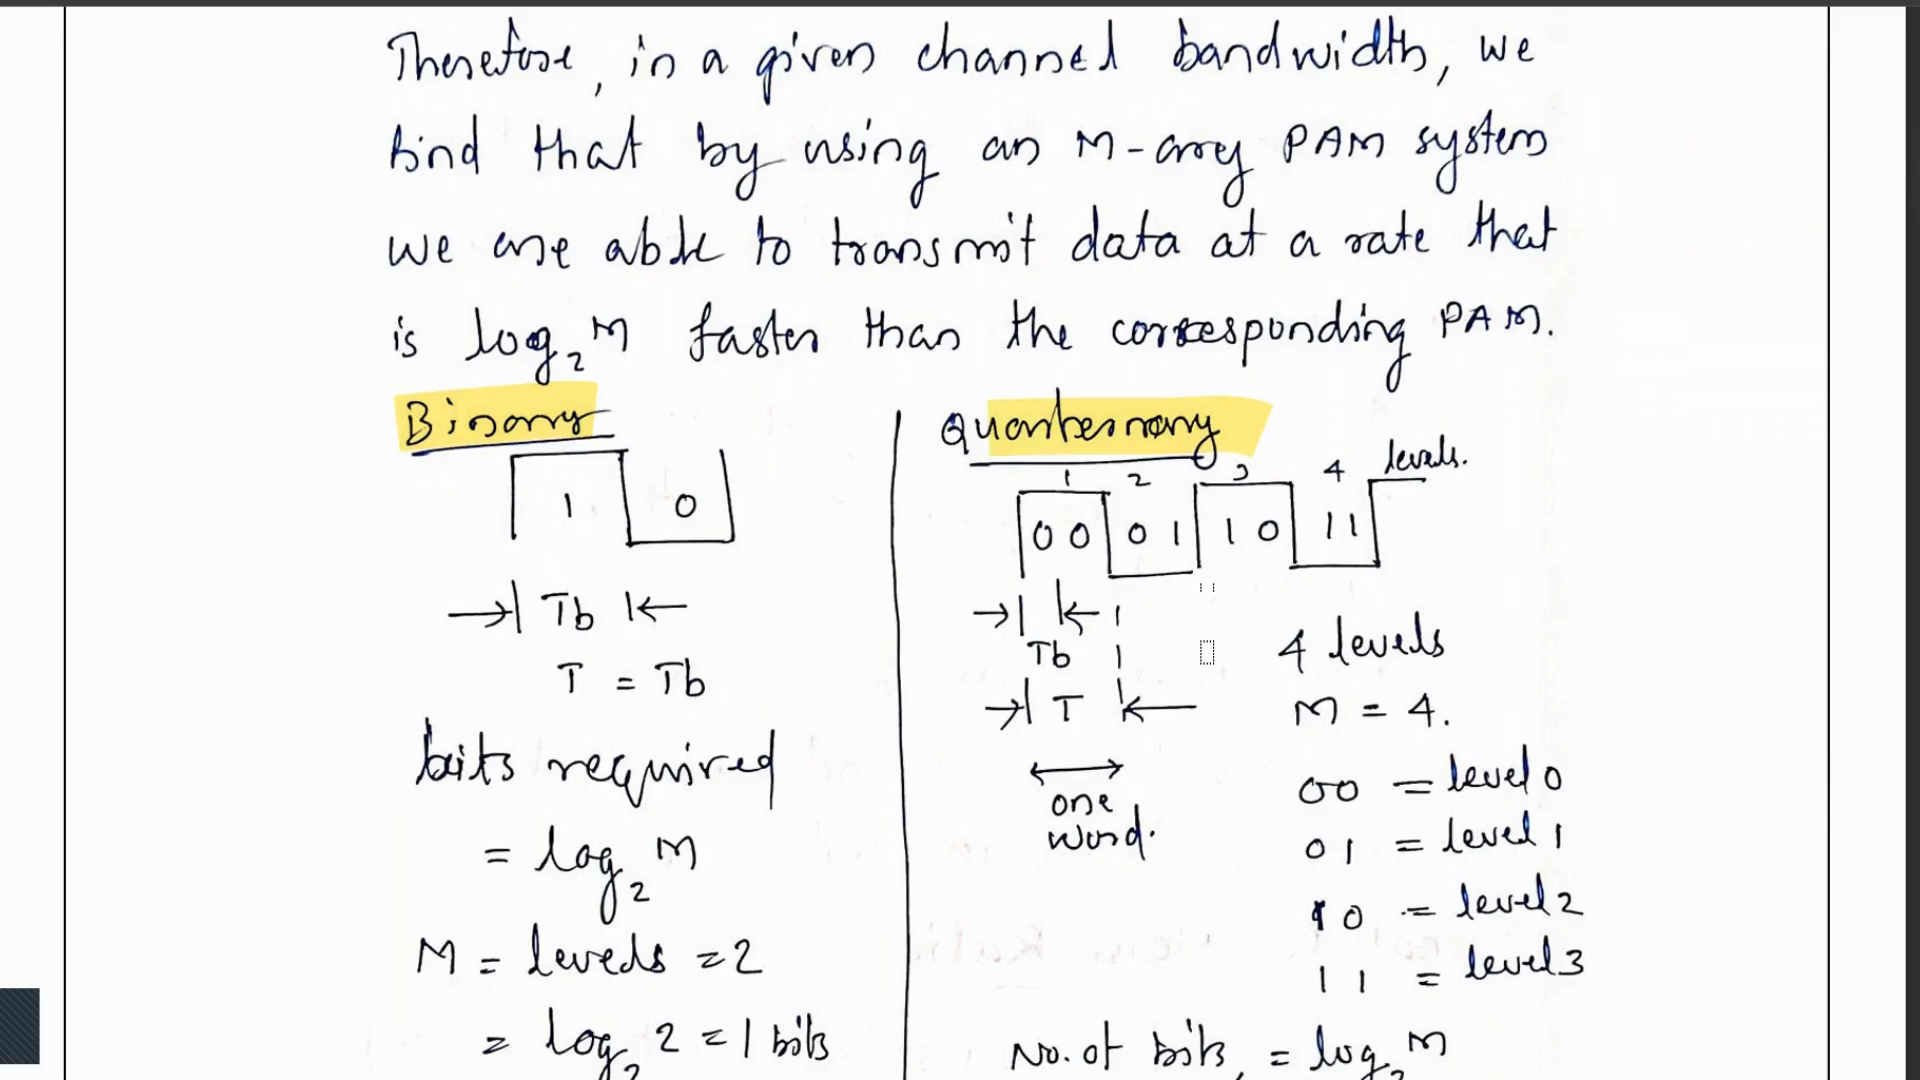 Therefore, in a given channel bandwidth, we
find that by using an M-arry PAM system
we are able to transmit data at a rate that
is log₂M faster than the corresponding PAM.
Binary
1 0
Tb
T = Tb
bits required
= log₂ M
M = levels = 2
= log₂ 2 = 1 bits
Quarternary
1 2 3 4 levels.
00 01 10 11
Tb
T
one
word.
4 levels
M = 4.
00 = level 0
01 = level 1
10 = level 2
11 = level 3
No. of bits = log₂ M